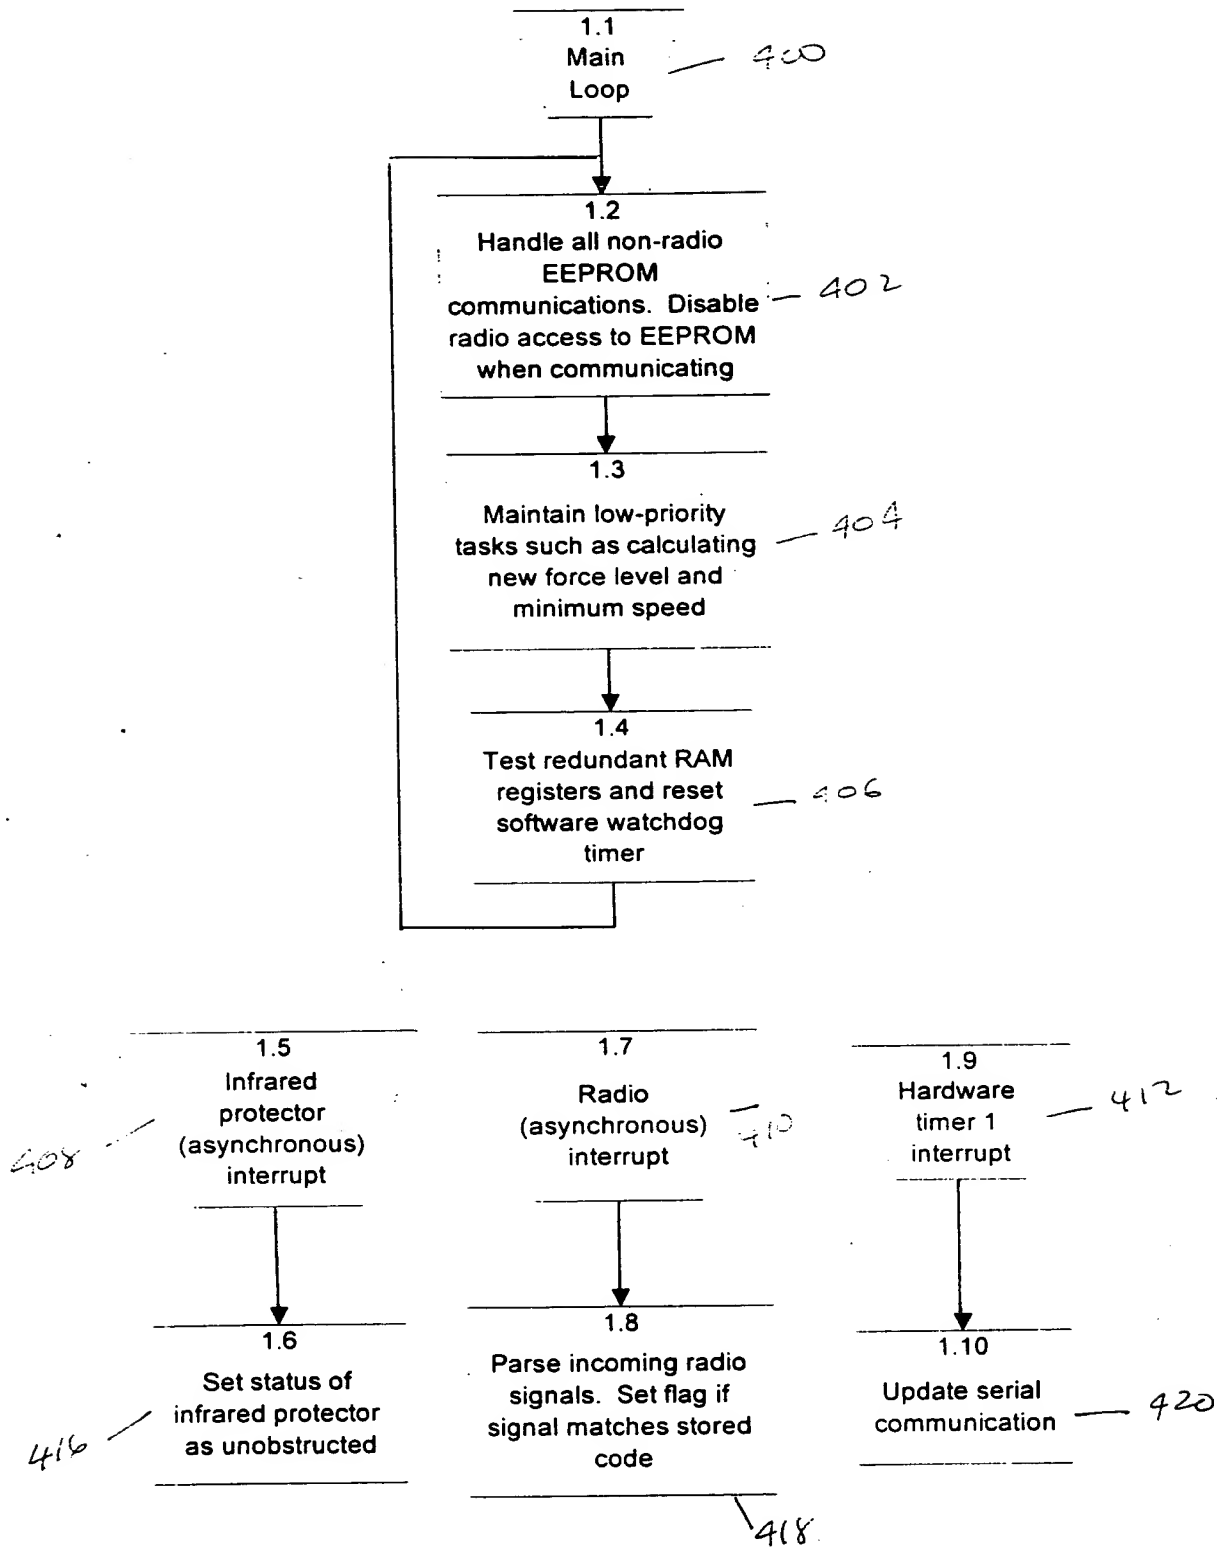 1.1
Main
Loop
400
1.2
Handle all non-radio
EEPROM
communications. Disable
radio access to EEPROM
when communicating
402
1.3
Maintain low-priority
tasks such as calculating
new force level and
minimum speed
404
1.4
Test redundant RAM
registers and reset
software watchdog
timer
406
1.5
Infrared
protector
(asynchronous)
interrupt
408
1.7
Radio
(asynchronous)
interrupt
410
1.9
Hardware
timer 1
interrupt
412
1.6
Set status of
infrared protector
as unobstructed
416
1.8
Parse incoming radio
signals. Set flag if
signal matches stored
code
418
1.10
Update serial
communication
420